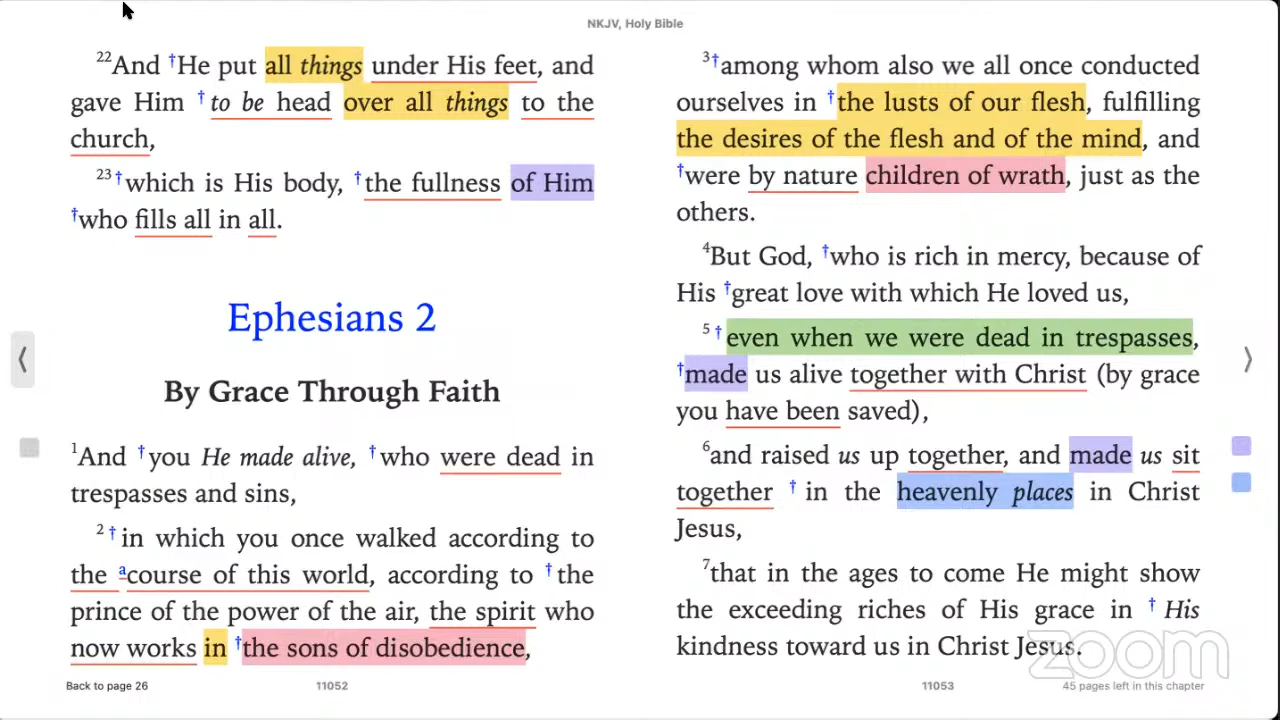 NKJV, Holy Bible
22And †He put all things under His feet, and
gave Him †to be head over all things to the
church,
23†which is His body, †the fullness of Him
†who fills all in all.
Ephesians 2
By Grace Through Faith
1And †you He made alive, †who were dead in
trespasses and sins,
2†in which you once walked according to
the acourse of this world, according to †the
prince of the power of the air, the spirit who
now works in †the sons of disobedience,
Back to page 26
11052
3†among whom also we all once conducted
ourselves in †the lusts of our flesh, fulfilling
the desires of the flesh and of the mind, and
†were by nature children of wrath, just as the
others.
4But God, †who is rich in mercy, because of
His †great love with which He loved us,
5†even when we were dead in trespasses,
†made us alive together with Christ (by grace
you have been saved),
6and raised us up together, and made us sit
together †in the heavenly places in Christ
Jesus,
7that in the ages to come He might show
the exceeding riches of His grace in †His
kindness toward us in Christ Jesus.
11053
45 pages left in this chapter
zoom